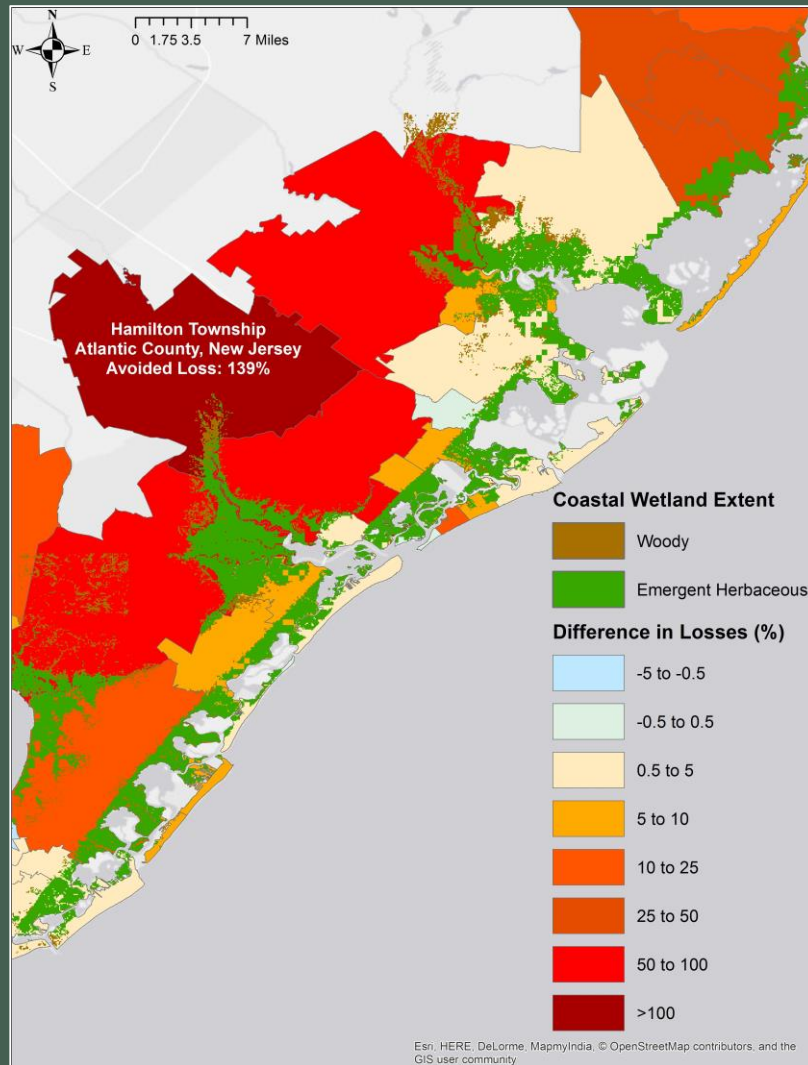 N
W E
S
0 1.75 3.5 7 Miles
Hamilton Township
Atlantic County, New Jersey
Avoided Loss: 139%
Coastal Wetland Extent
Woody
Emergent Herbaceous
Difference in Losses (%)
-5 to -0.5
-0.5 to 0.5
0.5 to 5
5 to 10
10 to 25
25 to 50
50 to 100
>100
Esri, HERE, DeLorme, MapmyIndia, © OpenStreetMap contributors, and the
GIS user community